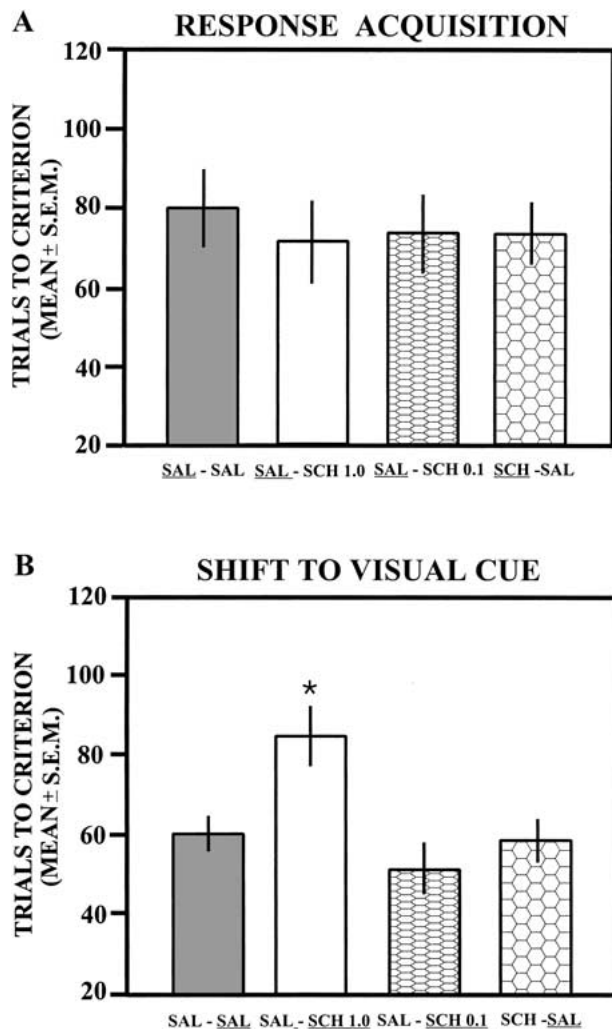 A RESPONSE ACQUISITION
120
100
80
60
40
20
TRIALS TO CRITERION
(MEAN± S.E.M.)
SAL - SAL SAL - SCH 1.0 SAL - SCH 0.1 SCH -SAL
B SHIFT TO VISUAL CUE
120
100
80
60
40
20
TRIALS TO CRITERION
(MEAN± S.E.M.)
*
SAL - SAL SAL - SCH 1.0 SAL - SCH 0.1 SCH -SAL